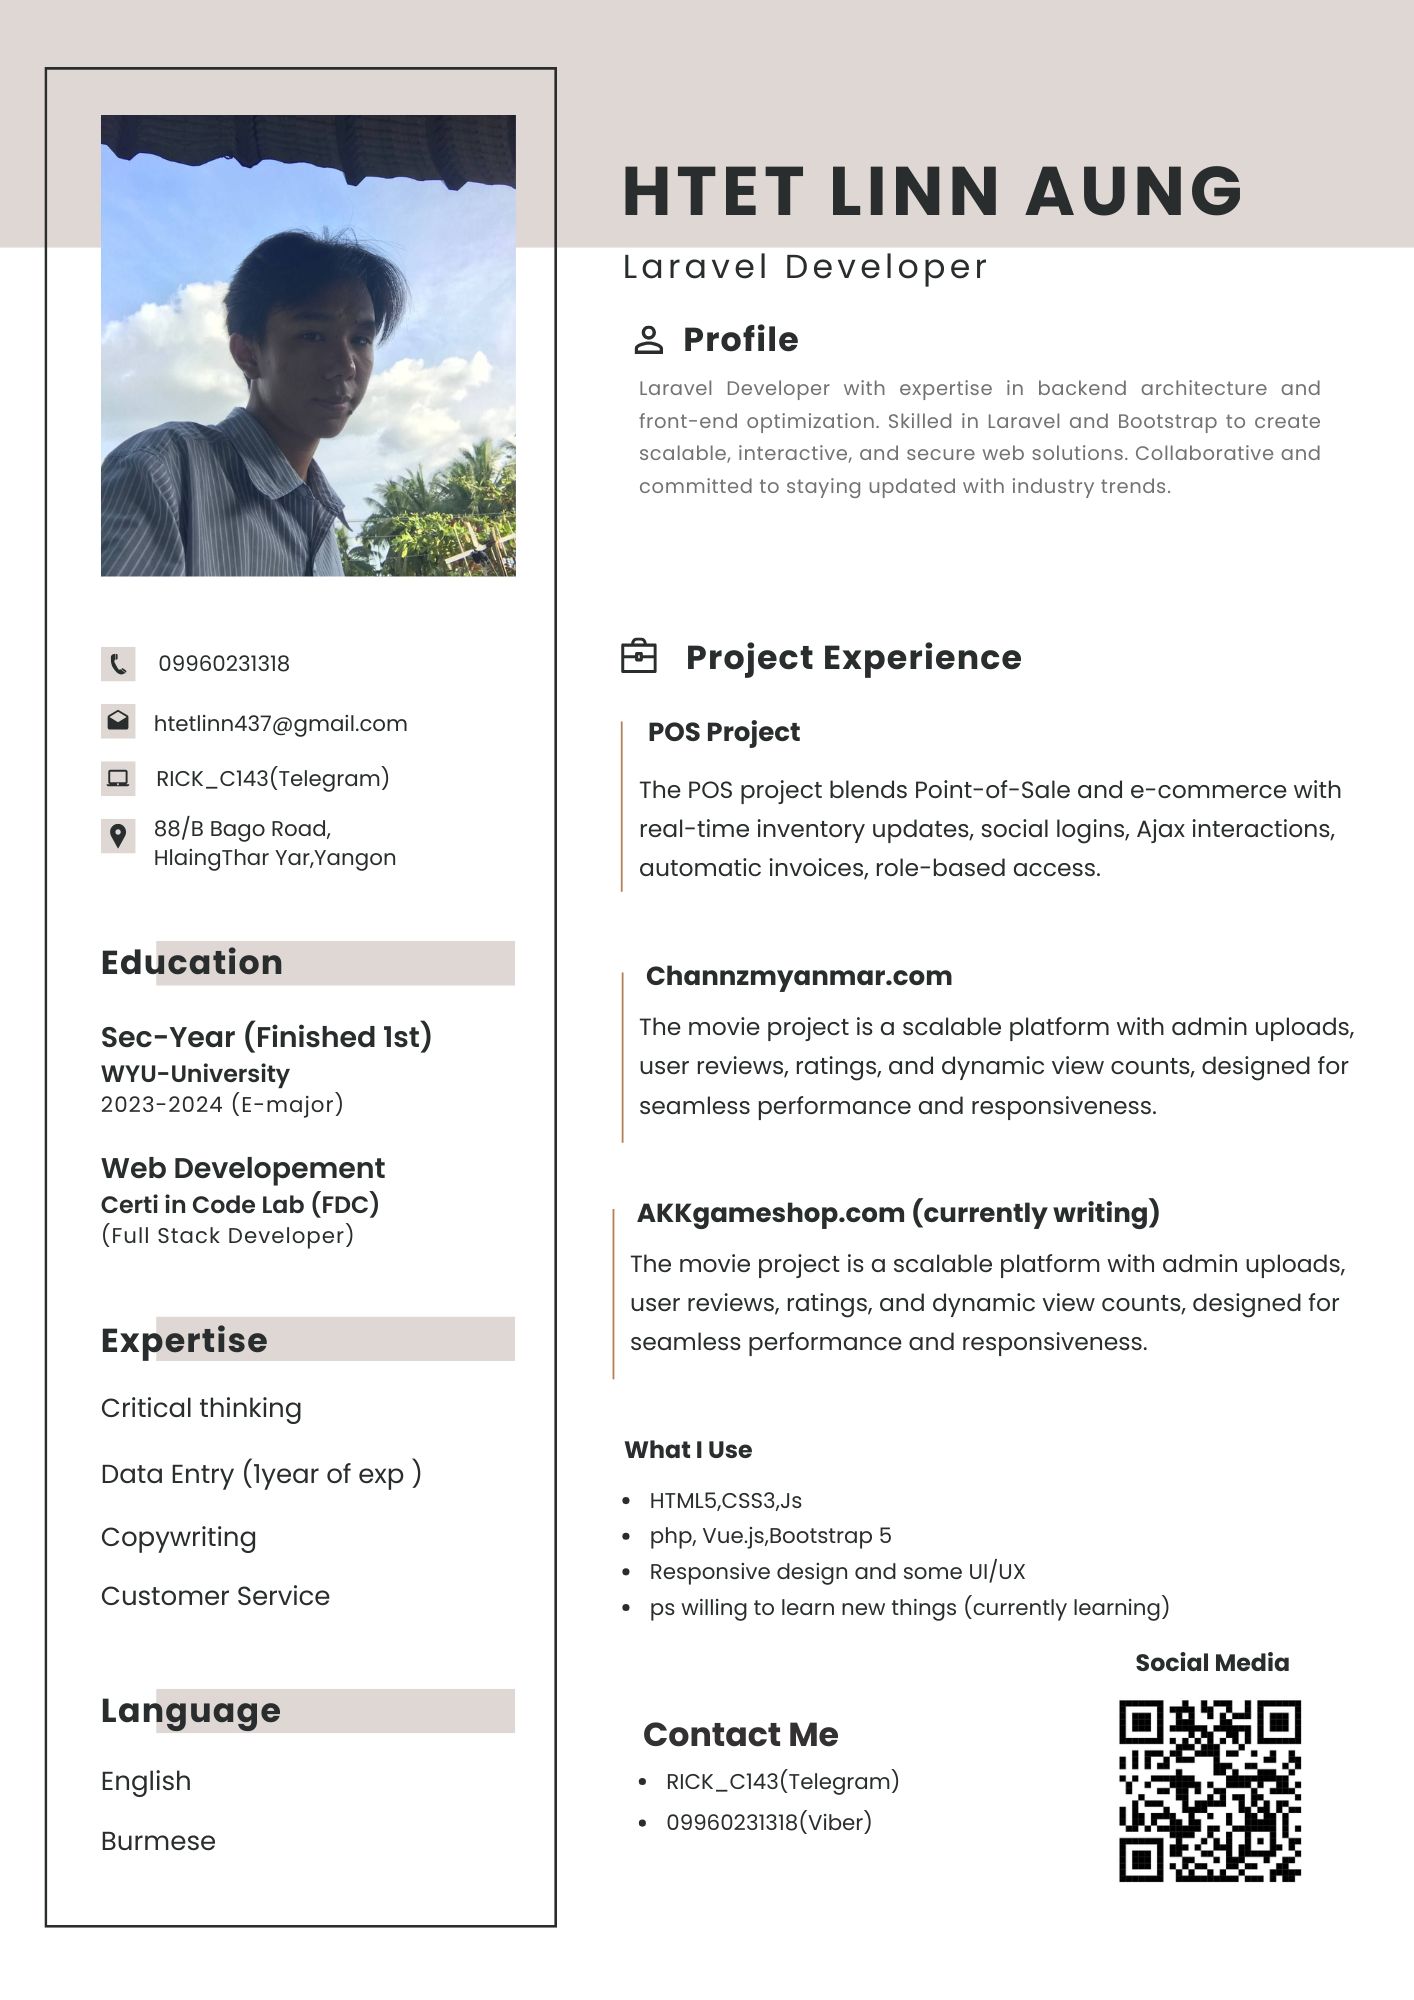 HTET LINN AUNG
Laravel Developer
Profile
Laravel Developer with expertise in backend architecture and
front-end optimization. Skilled in Laravel and Bootstrap to create
scalable, interactive, and secure web solutions. Collaborative and
committed to staying updated with industry trends.
09960231318
htetlinn437@gmail.com
RICK_C143(Telegram)
88/B Bago Road,
HlaingThar Yar,Yangon
Education
Sec-Year (Finished 1st)
WYU-University
2023-2024 (E-major)
Web Developement
Certi in Code Lab (FDC)
(Full Stack Developer)
Expertise
Critical thinking
Data Entry (1year of exp )
Copywriting
Customer Service
Language
English
Burmese
Project Experience
POS Project
The POS project blends Point-of-Sale and e-commerce with
real-time inventory updates, social logins, Ajax interactions,
automatic invoices, role-based access.
Channzmyanmar.com
The movie project is a scalable platform with admin uploads,
user reviews, ratings, and dynamic view counts, designed for
seamless performance and responsiveness.
AKKgameshop.com (currently writing)
The movie project is a scalable platform with admin uploads,
user reviews, ratings, and dynamic view counts, designed for
seamless performance and responsiveness.
What I Use
• HTML5,CSS3,Js
• php, Vue.js,Bootstrap 5
• Responsive design and some UI/UX
• ps willing to learn new things (currently learning)
Social Media
Contact Me
• RICK_C143(Telegram)
• 09960231318(Viber)